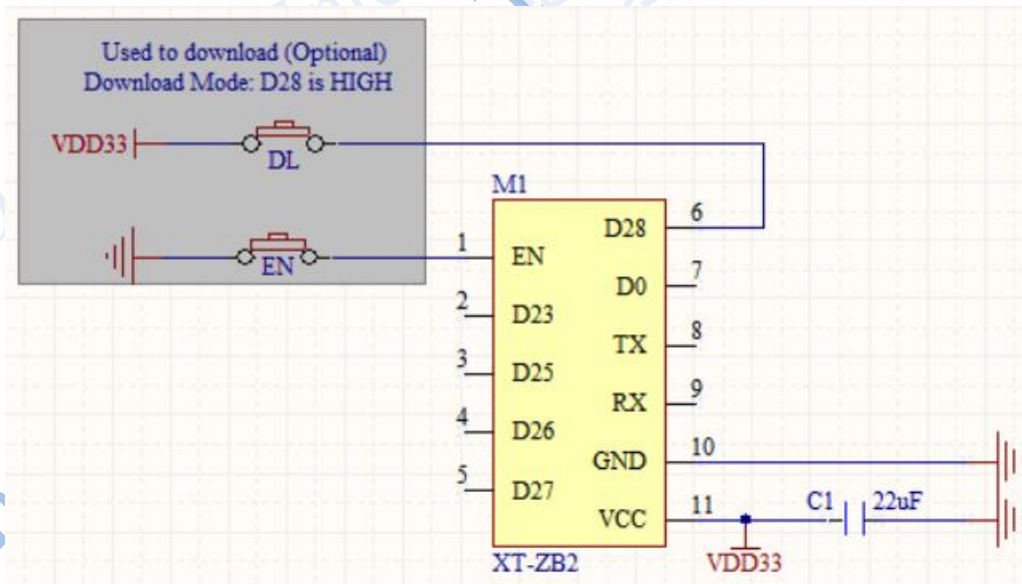 Used to download (Optional)
Download Mode: D28 is HIGH
VDD33
DL
EN
M1
1 EN
2 D23
3 D25
4 D26
5 D27
D28 6
D0 7
TX 8
RX 9
GND 10
VCC 11
C1 22uF
VDD33
XT-ZB2